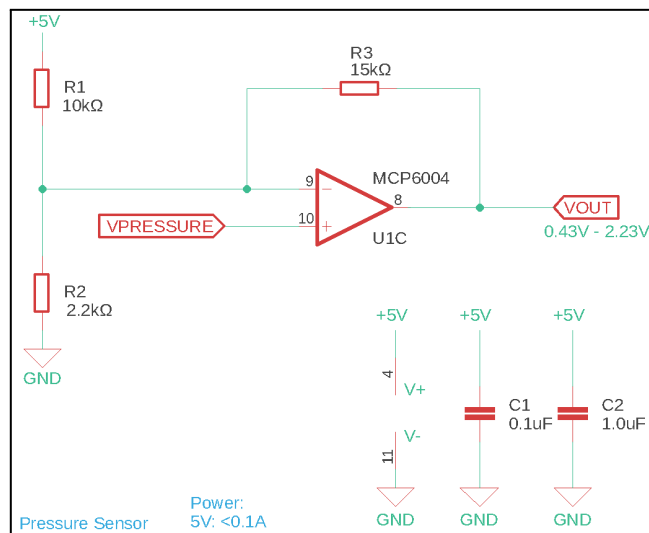 +5V
R1
10kΩ
R3
15kΩ
MCP6004
9
8
10
VPRESSURE
U1C
VOUT
0.43V - 2.23V
R2
2.2kΩ
GND
+5V
+5V
+5V
4
V+
V-
11
C1
0.1uF
C2
1.0uF
GND
GND
GND
Pressure Sensor
Power:
5V: <0.1A